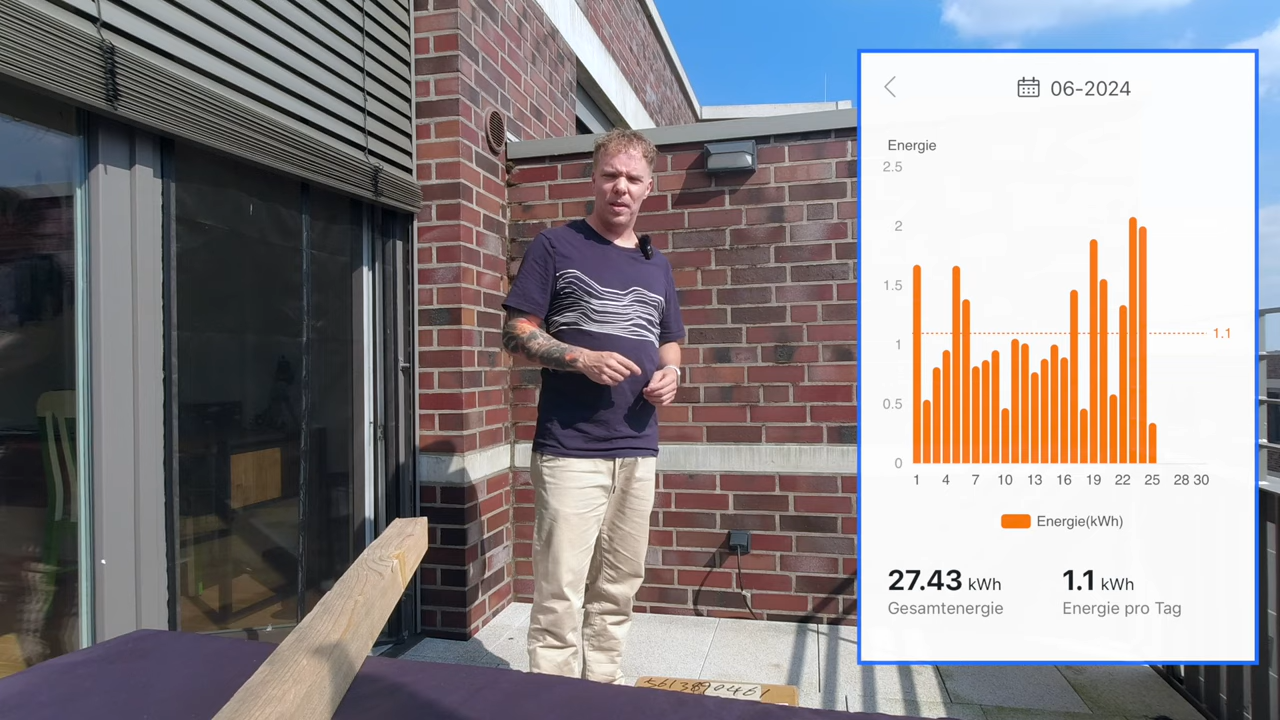 06-2024
Energie
2.5
2
1.5
1
0.5
0
1.1
1 4 7 10 13 16 19 22 25 28 30
Energie(kWh)
27.43 kWh 1.1 kWh
Gesamtenergie Energie pro Tag